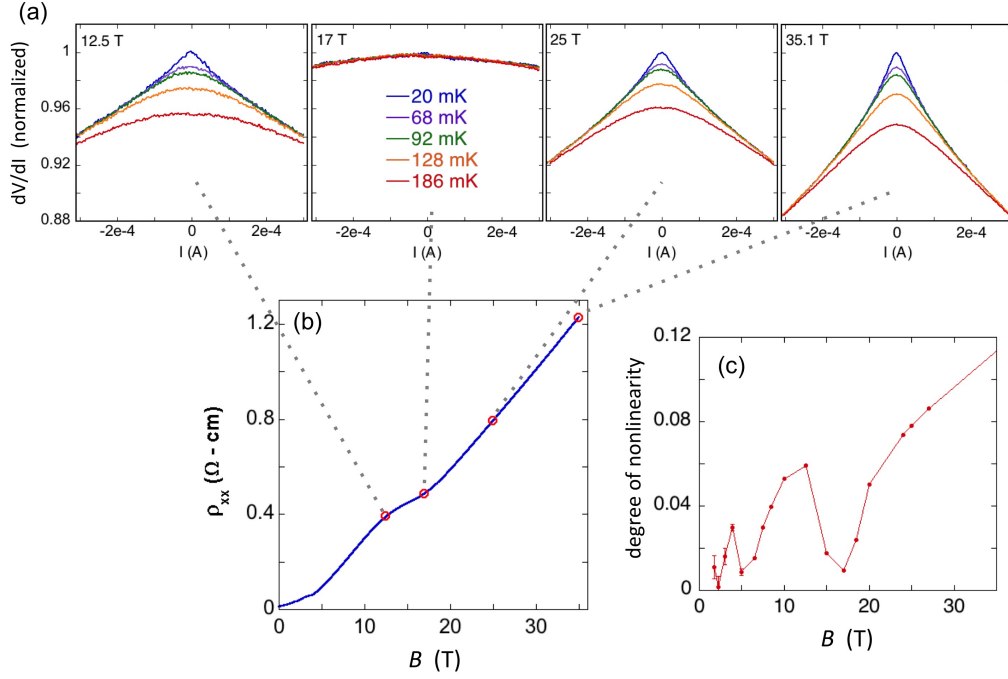 (a)
12.5 T
17 T
25 T
35.1 T
dV/dI (normalized)
1
0.96
0.92
0.88
20 mK
68 mK
92 mK
128 mK
186 mK
-2e-4 0 2e-4
-2e-4 0 2e-4
-2e-4 0 2e-4
-2e-4 0 2e-4
I (A)
I (A)
I (A)
I (A)
(b)
ρxx (Ω - cm)
1.2
0.8
0.4
0
0 10 20 30
B (T)
(c)
degree of nonlinearity
0.12
0.08
0.04
0
0 10 20 30
B (T)